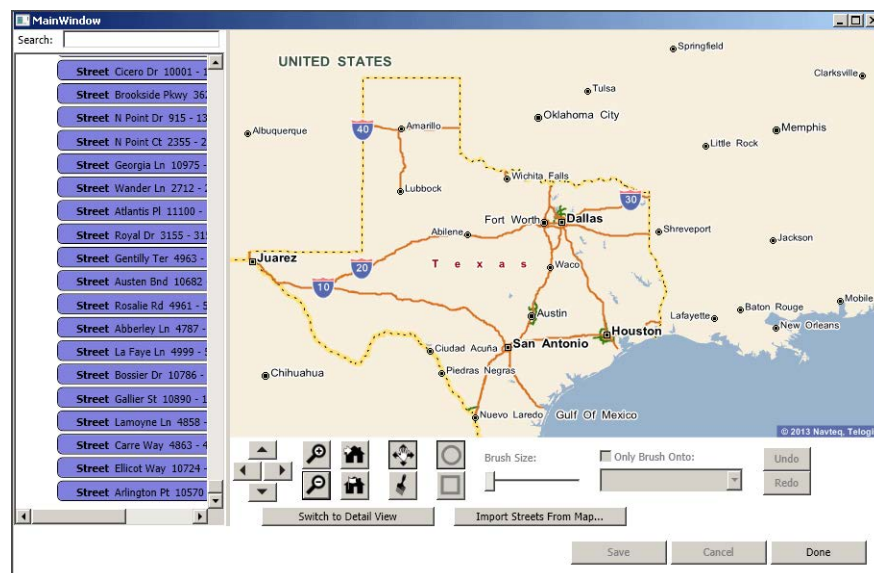 MainWindow
Search:
Street Cicero Dr 10001 - 1
Street Brookside Pkwy 362
Street N Point Dr 915 - 13
Street N Point Ct 2355 - 2
Street Georgia Ln 10975 -
Street Wander Ln 2712 - 2
Street Atlantis Pl 11100 -
Street Royal Dr 3155 - 315
Street Gentilly Ter 4963 -
Street Austen Bnd 10682
Street Rosalie Rd 4961 - 5
Street Abberley Ln 4787 -
Street La Faye Ln 4999 - 5
Street Bossier Dr 10786 -
Street Gallier St 10890 - 1
Street Lamoyne Ln 4858 -
Street Carre Way 4863 - 4
Street Ellicot Way 10724 -
Street Arlington Pt 10570
UNITED STATES
Springfield
Clarksville
Tulsa
Oklahoma City
Albuquerque
40
Amarillo
Memphis
Little Rock
Wichita Falls
Lubbock
30
Fort Worth
Dallas
Abilene
Shreveport
Jackson
Juarez
20
Texas
Waco
10
Austin
Lafayette
Baton Rouge
Mobile
New Orleans
Houston
San Antonio
Ciudad Acuña
Chihuahua
Piedras Negras
Nuevo Laredo
Gulf Of Mexico
© 2013 Navteq, Telogi
Brush Size:
Only Brush Onto:
Undo
Redo
Switch to Detail View
Import Streets From Map...
Save
Cancel
Done